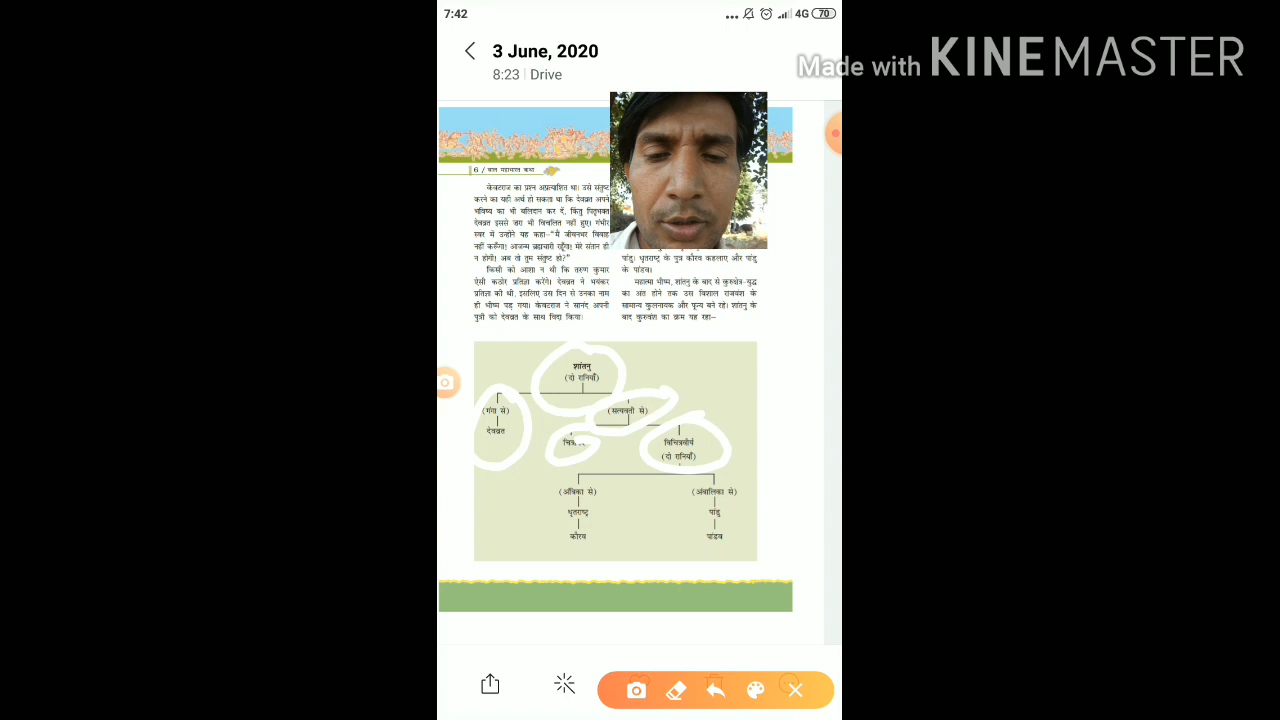 7:42
4G 70
3 June, 2020
8:23 | Drive
Made with KINEMASTER
6 / बाल महाभारत कथा
केवटराज का प्रश्न अप्रत्याशित था। उसे संतुष्ट
करने का यही अर्थ हो सकता था कि देवव्रत अपने
भविष्य का भी बलिदान कर दें, किंतु पितृभक्त
देवव्रत इससे ज़रा भी विचलित नहीं हुए। गंभीर
स्वर में उन्होंने यह कहा–"मैं जीवनभर विवाह
नहीं करूँगा! आजन्म ब्रह्मचारी रहूँगा! मेरे संतान ही
न होगी! अब तो तुम संतुष्ट हो?"
किसी को आशा न थी कि तरुण कुमार
ऐसी कठोर प्रतिज्ञा करेंगे। देवव्रत ने भयंकर
प्रतिज्ञा की थी, इसलिए उस दिन से उनका नाम
ही भीष्म पड़ गया। केवटराज ने सानंद अपनी
पुत्री को देवव्रत के साथ विदा किया।
पांडु। धृतराष्ट्र के पुत्र कौरव कहलाए और पांडु
के पांडव।
महात्मा भीष्म, शांतनु के बाद से कुरुक्षेत्र-युद्ध
का अंत होने तक उस विशाल राजवंश के
सामान्य कुलनायक और पूज्य बने रहे। शांतनु के
बाद कुरुवंश का क्रम यह रहा–
शांतनु
(दो रानियाँ)
(गंगा से)
(सत्यवती से)
देवव्रत
विचित्रवीर्य
(दो रानियाँ)
(अंबिका से)
(अंबालिका से)
धृतराष्ट्र
पांडु
कौरव
पांडव